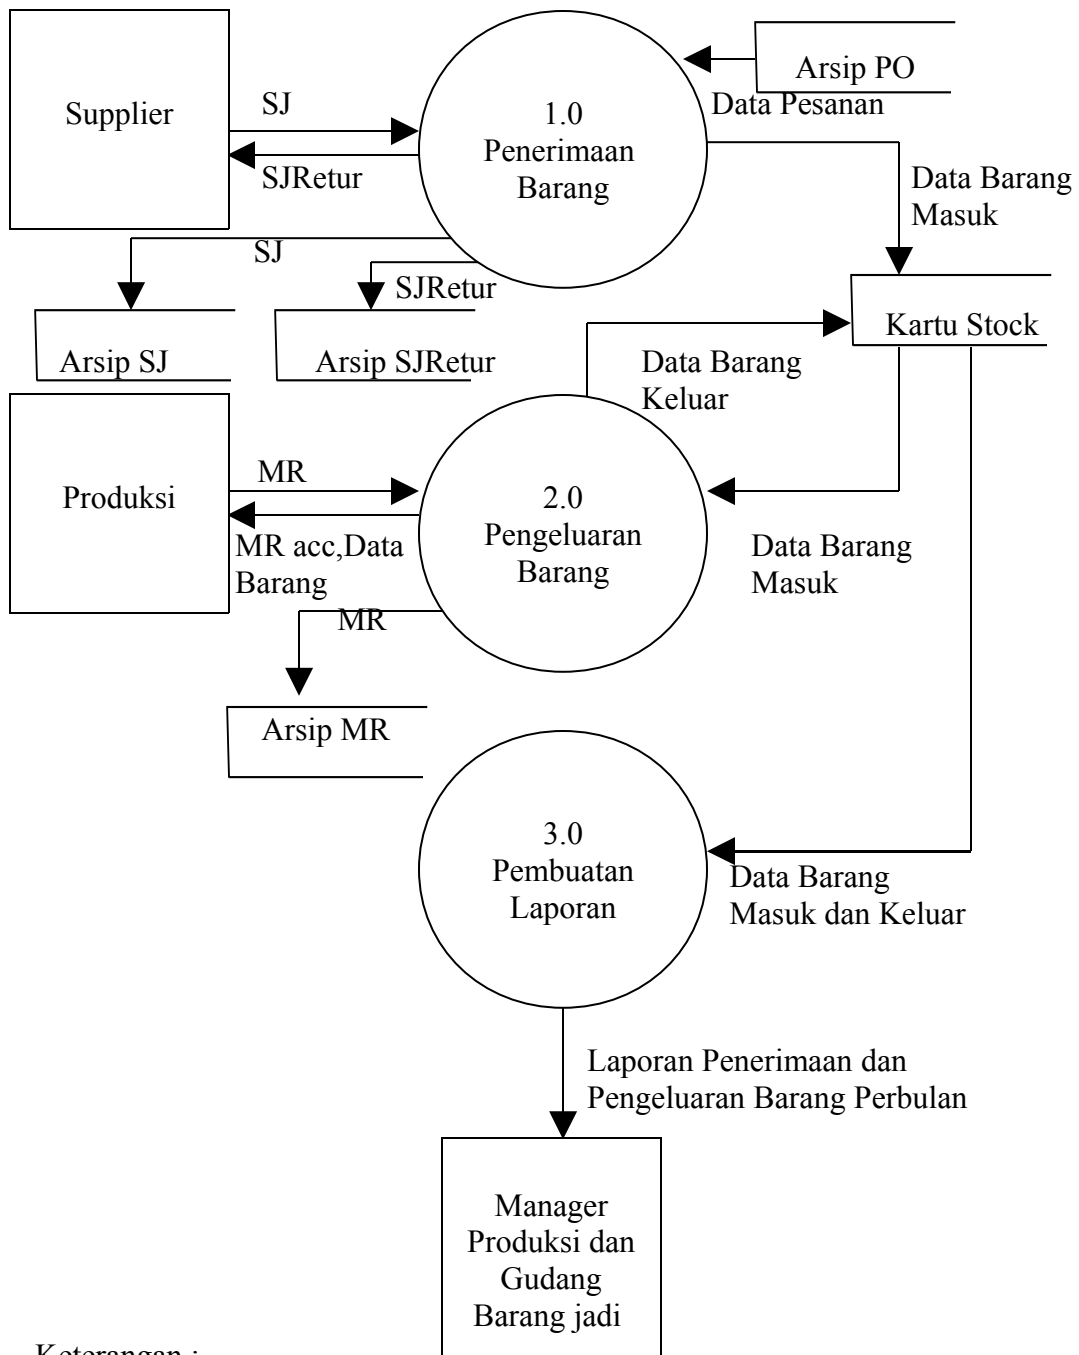 Supplier
SJ
SJRetur
1.0
Penerimaan
Barang
Arsip PO
Data Pesanan
Data Barang
Masuk
SJ
SJRetur
Arsip SJ
Arsip SJRetur
Kartu Stock
Data Barang
Keluar
Produksi
MR
MR acc,Data
Barang
2.0
Pengeluaran
Barang
Data Barang
Masuk
MR
Arsip MR
3.0
Pembuatan
Laporan
Data Barang
Masuk dan Keluar
Laporan Penerimaan dan
Pengeluaran Barang Perbulan
Manager
Produksi dan
Gudang
Barang jadi
Keterangan :